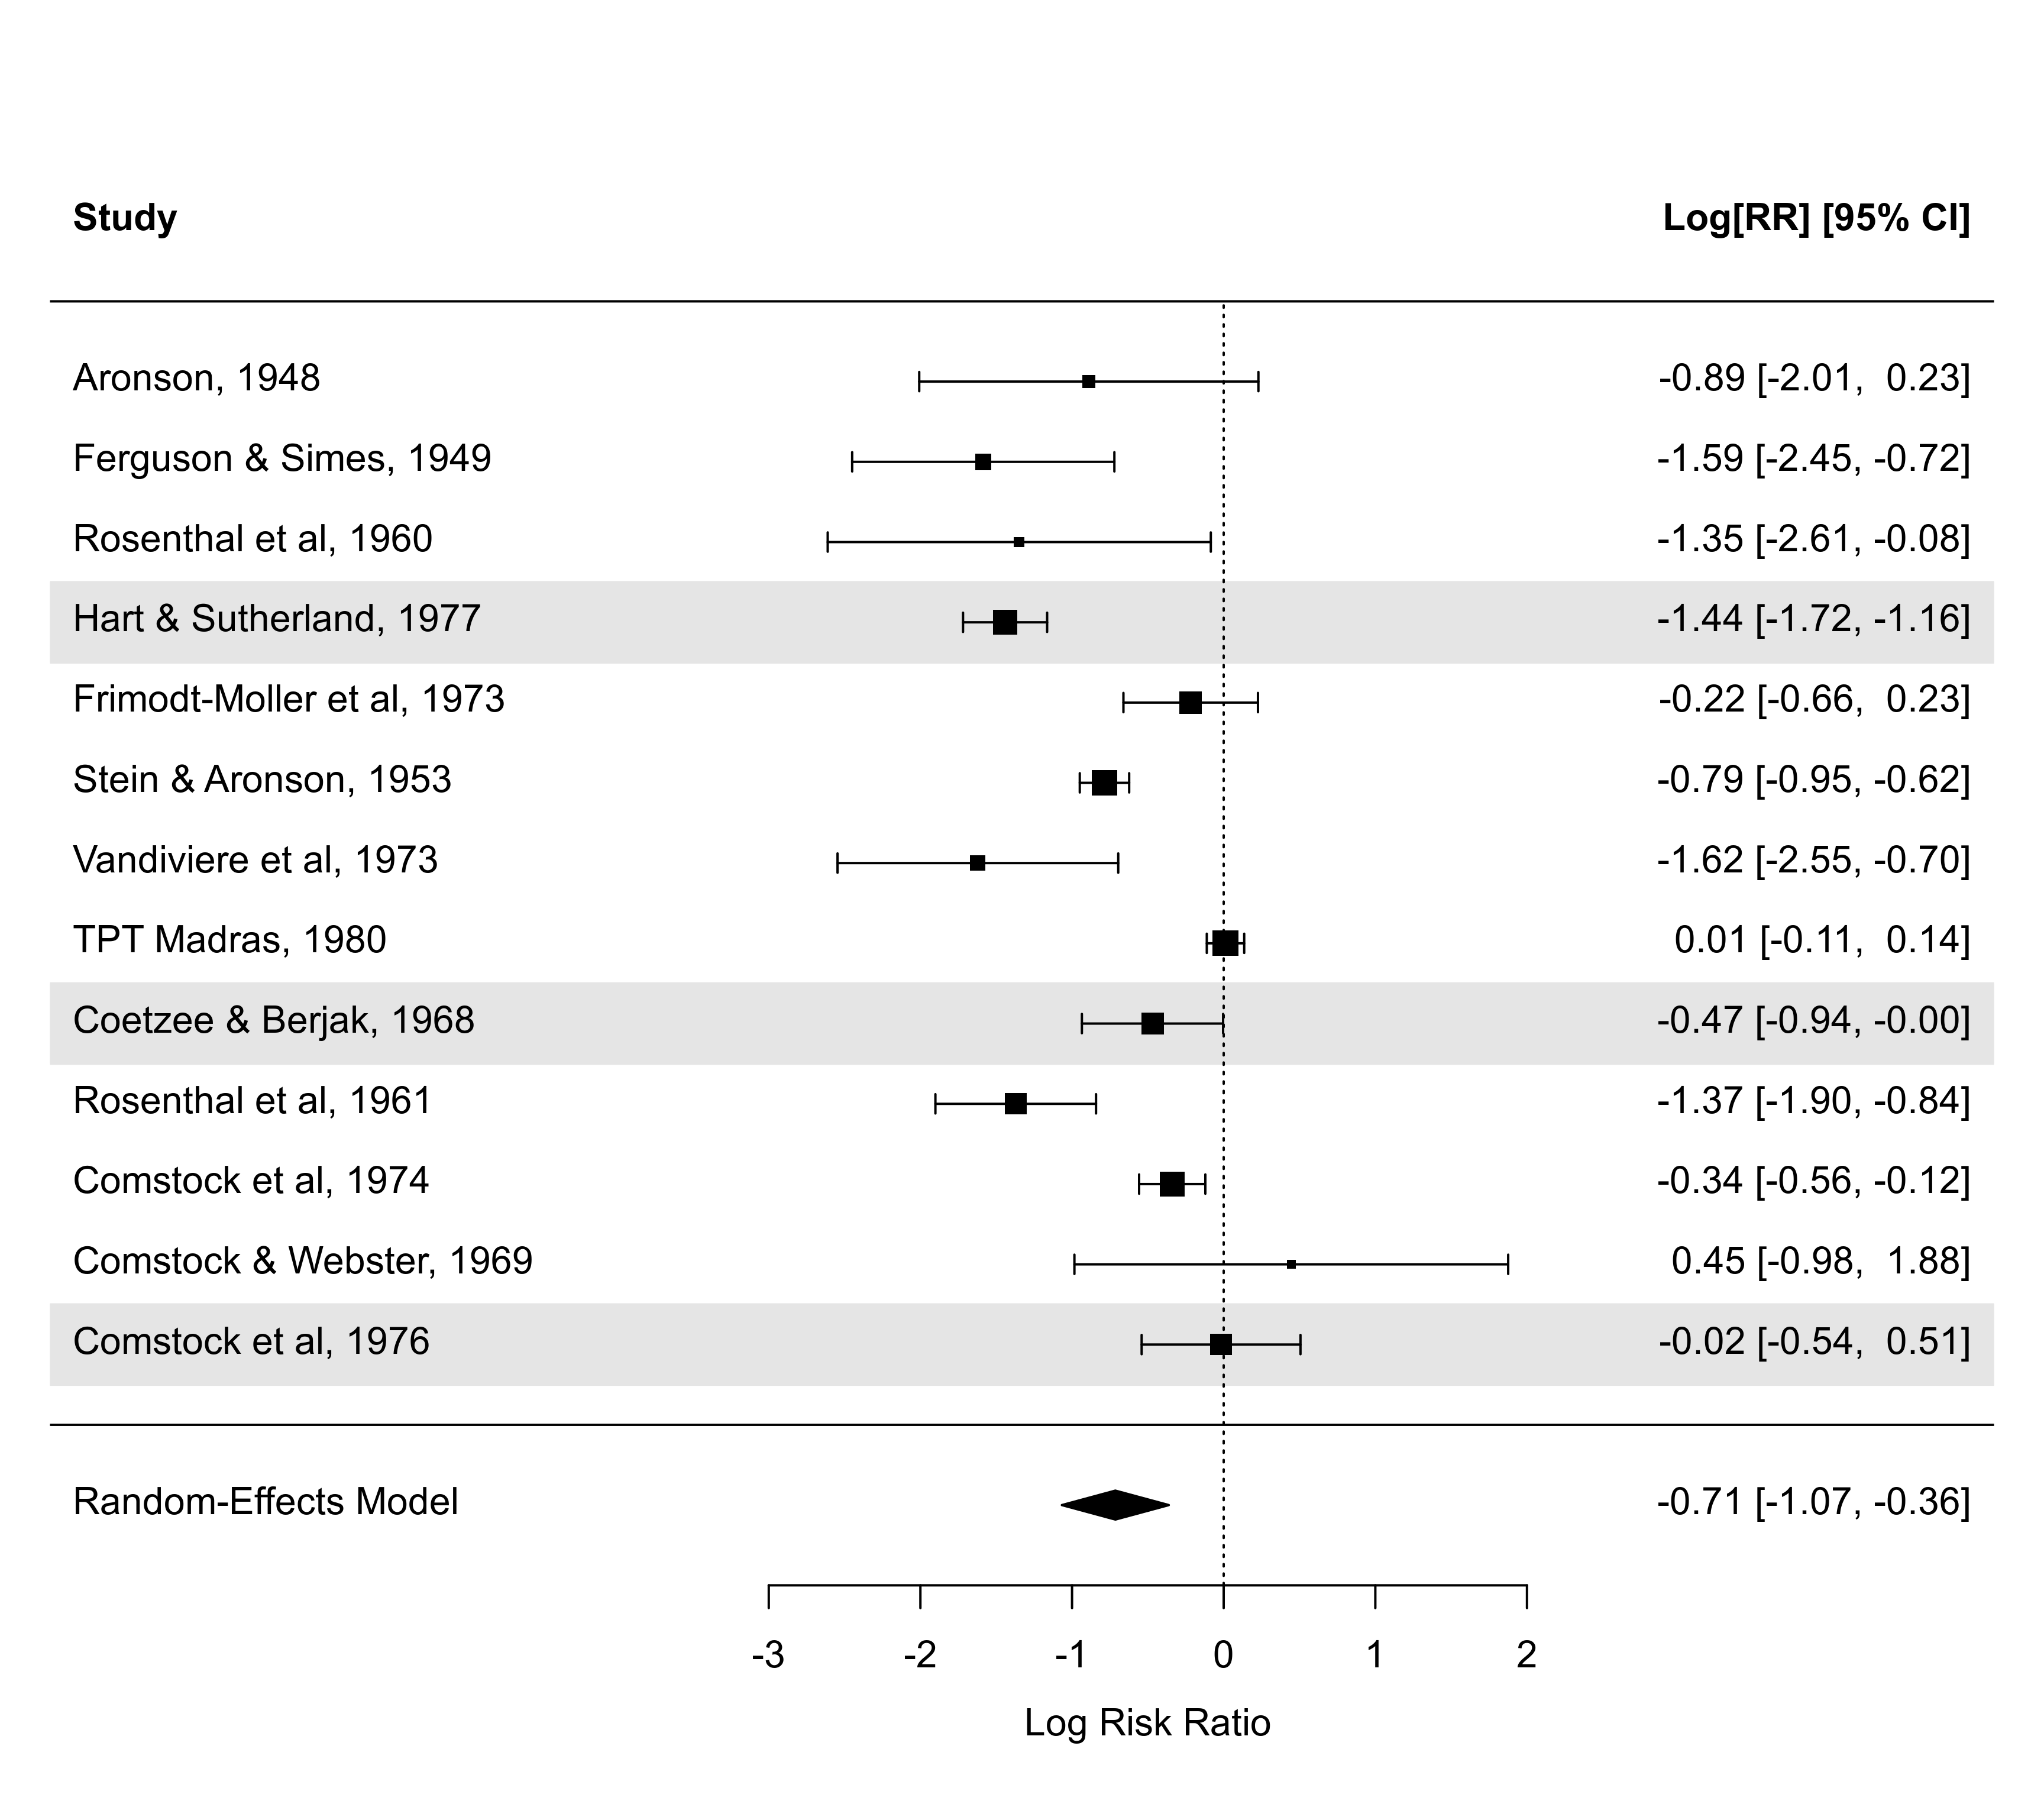 Study Log[RR] [95% CI]
Aronson, 1948 -0.89 [-2.01, 0.23]
Ferguson & Simes, 1949 -1.59 [-2.45, -0.72]
Rosenthal et al, 1960 -1.35 [-2.61, -0.08]
Hart & Sutherland, 1977 -1.44 [-1.72, -1.16]
Frimodt-Moller et al, 1973 -0.22 [-0.66, 0.23]
Stein & Aronson, 1953 -0.79 [-0.95, -0.62]
Vandiviere et al, 1973 -1.62 [-2.55, -0.70]
TPT Madras, 1980 0.01 [-0.11, 0.14]
Coetzee & Berjak, 1968 -0.47 [-0.94, -0.00]
Rosenthal et al, 1961 -1.37 [-1.90, -0.84]
Comstock et al, 1974 -0.34 [-0.56, -0.12]
Comstock & Webster, 1969 0.45 [-0.98, 1.88]
Comstock et al, 1976 -0.02 [-0.54, 0.51]
Random-Effects Model -0.71 [-1.07, -0.36]
-3 -2 -1 0 1 2
Log Risk Ratio